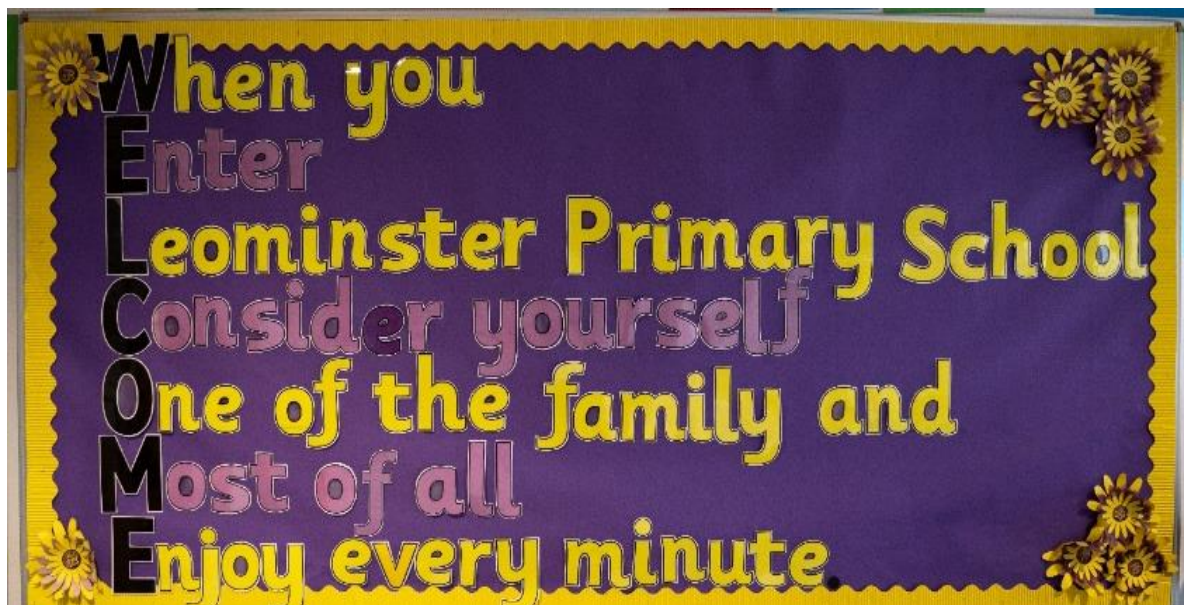 When you
Enter
Leominster Primary School
Consider yourself
One of the family and
Most of all
Enjoy every minute.